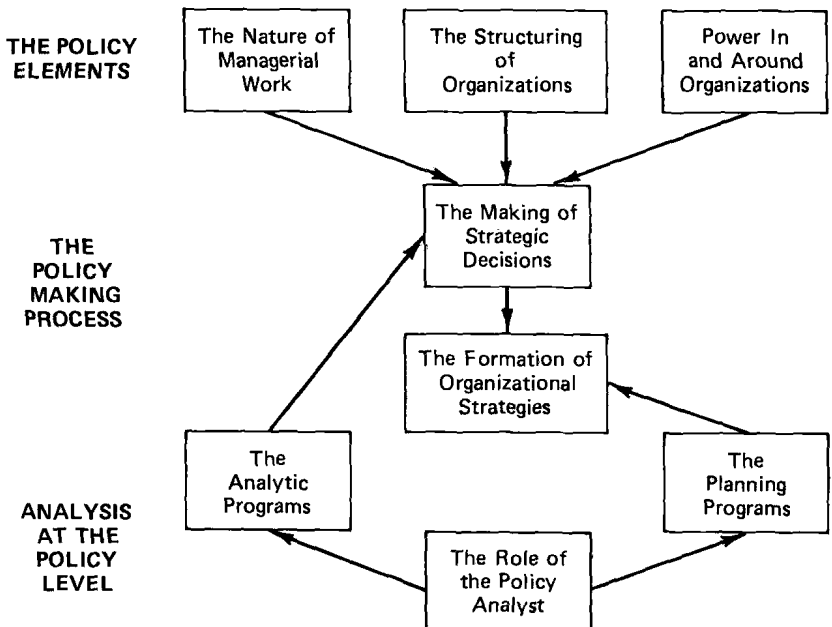 THE POLICY
ELEMENTS
The Nature of
Managerial
Work
The Structuring
of
Organizations
Power In
and Around
Organizations
THE
POLICY
MAKING
PROCESS
The Making of
Strategic
Decisions
The Formation of
Organizational
Strategies
ANALYSIS
AT THE
POLICY
LEVEL
The
Analytic
Programs
The
Planning
Programs
The Role of
the Policy
Analyst